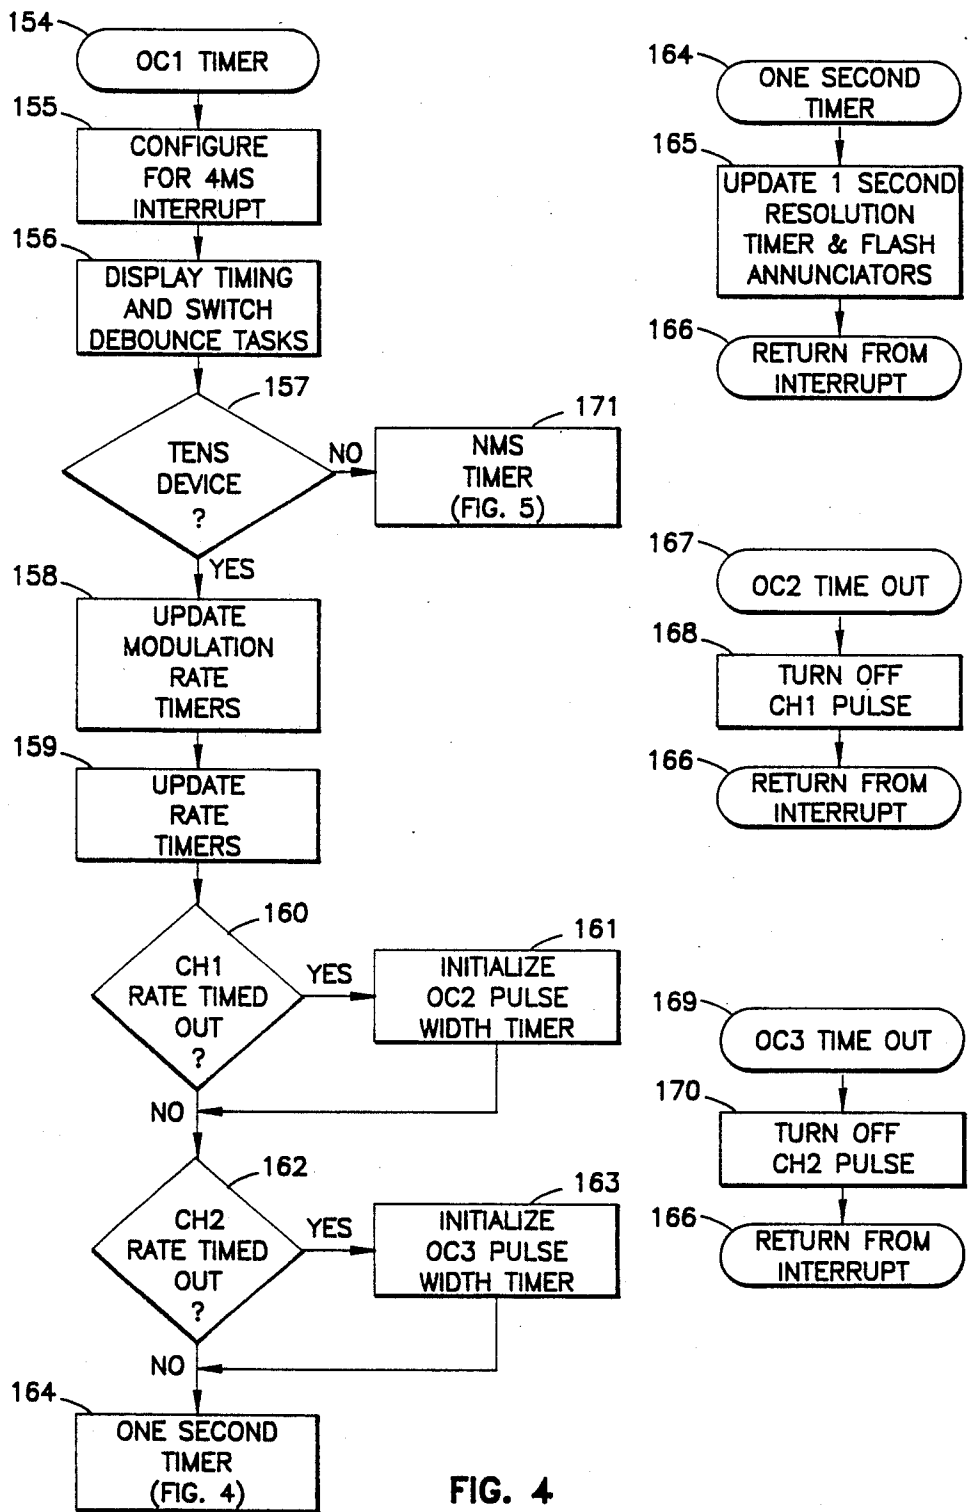 154
OC1 TIMER
155
CONFIGURE
FOR 4MS
INTERRUPT
156
DISPLAY TIMING
AND SWITCH
DEBOUNCE TASKS
157
TENS
DEVICE
?
NO
171
NMS
TIMER
(FIG. 5)
YES
158
UPDATE
MODULATION
RATE
TIMERS
159
UPDATE
RATE
TIMERS
160
CH1
RATE TIMED
OUT
?
YES
161
INITIALIZE
OC2 PULSE
WIDTH TIMER
NO
162
CH2
RATE TIMED
OUT
?
YES
163
INITIALIZE
OC3 PULSE
WIDTH TIMER
NO
164
ONE SECOND
TIMER
(FIG. 4)
164
ONE SECOND
TIMER
165
UPDATE 1 SECOND
RESOLUTION
TIMER & FLASH
ANNUNCIATORS
166
RETURN FROM
INTERRUPT
167
OC2 TIME OUT
168
TURN OFF
CH1 PULSE
166
RETURN FROM
INTERRUPT
169
OC3 TIME OUT
170
TURN OFF
CH2 PULSE
166
RETURN FROM
INTERRUPT
FIG. 4